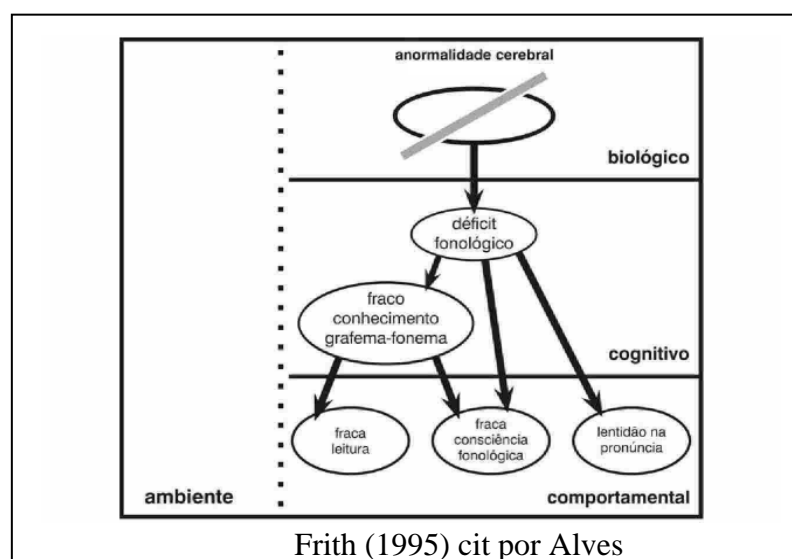 anormalidade cerebral
biológico
déficit
fonológico
fraco
conhecimento
grafema-fonema
cognitivo
fraca
leitura
fraca
consciência
fonológica
lentidão na
pronúncia
ambiente
comportamental
Frith (1995) cit por Alves